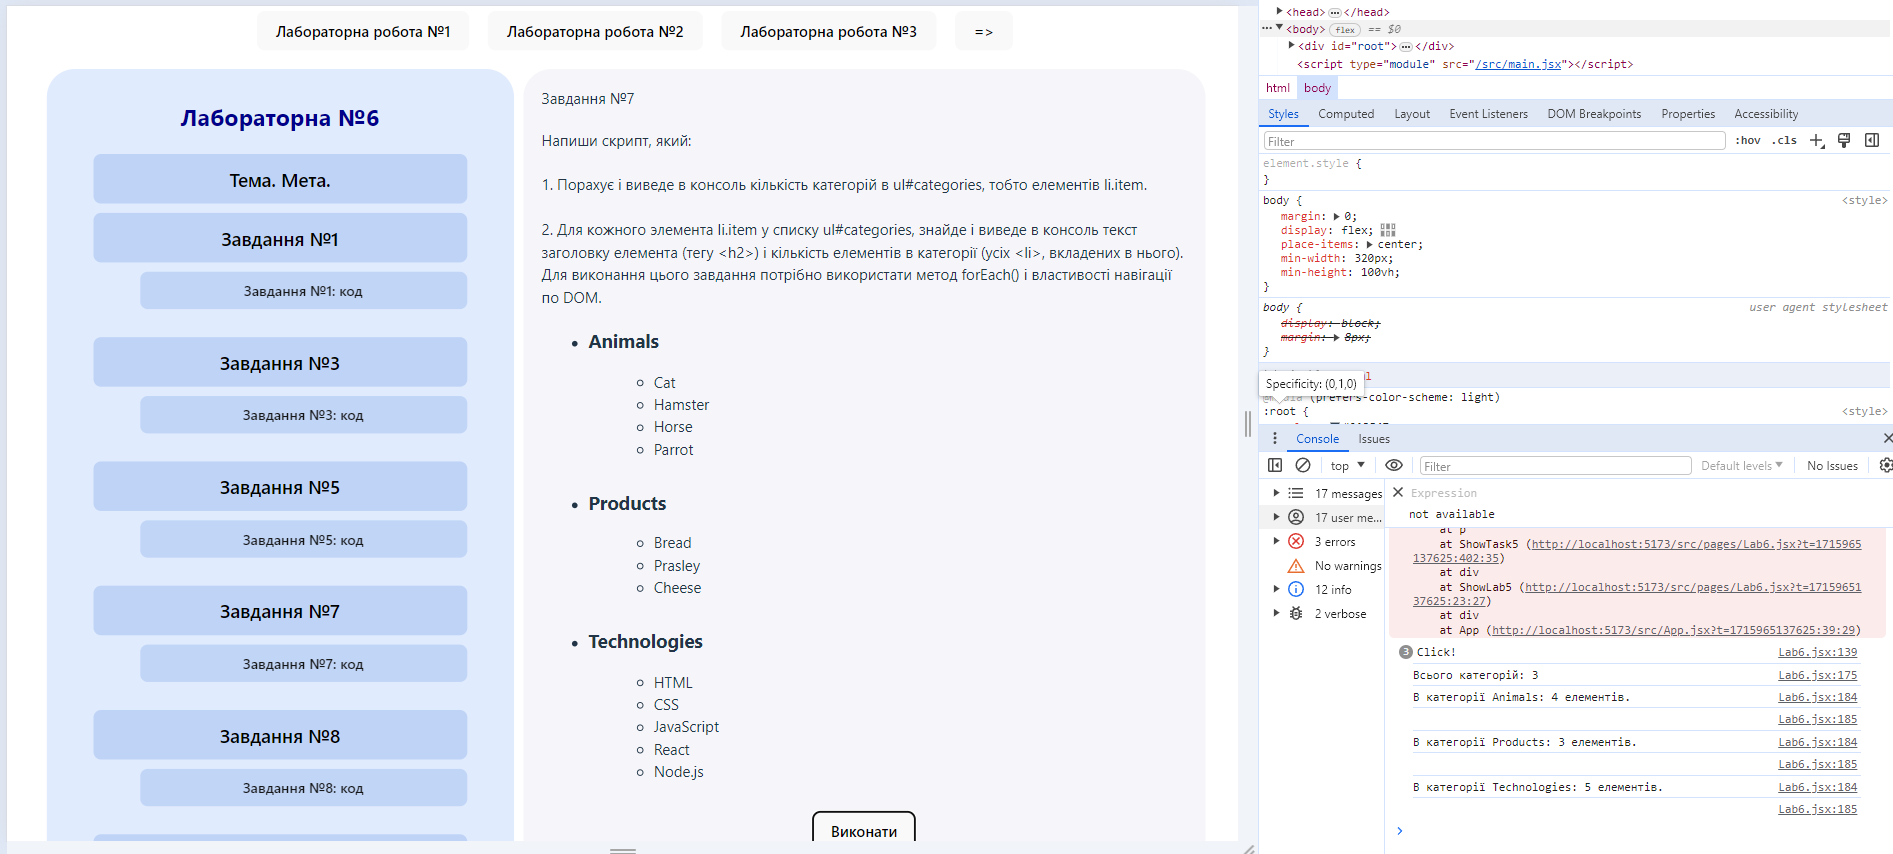 Лабораторна робота №1
Лабораторна робота №2
Лабораторна робота №3
=>
Лабораторна №6
Тема. Мета.
Завдання №1
Завдання №1: код
Завдання №3
Завдання №3: код
Завдання №5
Завдання №5: код
Завдання №7
Завдання №7: код
Завдання №8
Завдання №8: код
Завдання №7
Напиши скрипт, який:
1. Порахує і виведе в консоль кількість категорій в ul#categories, тобто елементів li.item.
2. Для кожного элемента li.item у списку ul#categories, знайде і виведе в консоль текст
заголовку елемента (тегу <h2>) і кількість елементів в категорії (усіх <li>, вкладених в нього).
Для виконання цього завдання потрібно використати метод forEach() і властивості навігації
по DOM.
• Animals
Cat
Hamster
Horse
Parrot
• Products
Bread
Prasley
Cheese
• Technologies
HTML
CSS
JavaScript
React
Node.js
Виконати
<head> ••• </head>
••• <body> flex == $0
<div id="root"> ••• </div>
<script type="module" src="/src/main.jsx"></script>
html body
Styles Computed Layout Event Listeners DOM Breakpoints Properties Accessibility
Filter :hov .cls
element.style {
}
body { <style>
margin: 0;
display: flex;
place-items: center;
min-width: 320px;
min-height: 100vh;
}
body { user agent stylesheet
display: block;
margin: 8px;
}
Specificity: (0,1,0)
(prefers-color-scheme: light)
:root { <style>
Console Issues
top Filter Default levels No Issues
17 messages
17 user me...
3 errors
No warnings
12 info
2 verbose
Expression
not available
at p
at ShowTask5 (http://localhost:5173/src/pages/Lab6.jsx?t=1715965
137625:402:35)
at div
at ShowLab5 (http://localhost:5173/src/pages/Lab6.jsx?t=17159651
37625:23:27)
at div
at App (http://localhost:5173/src/App.jsx?t=1715965137625:39:29)
3 Click! Lab6.jsx:139
Всього категорій: 3 Lab6.jsx:175
В категорії Animals: 4 елементів. Lab6.jsx:184
Lab6.jsx:185
В категорії Products: 3 елементів. Lab6.jsx:184
Lab6.jsx:185
В категорії Technologies: 5 елементів. Lab6.jsx:184
Lab6.jsx:185